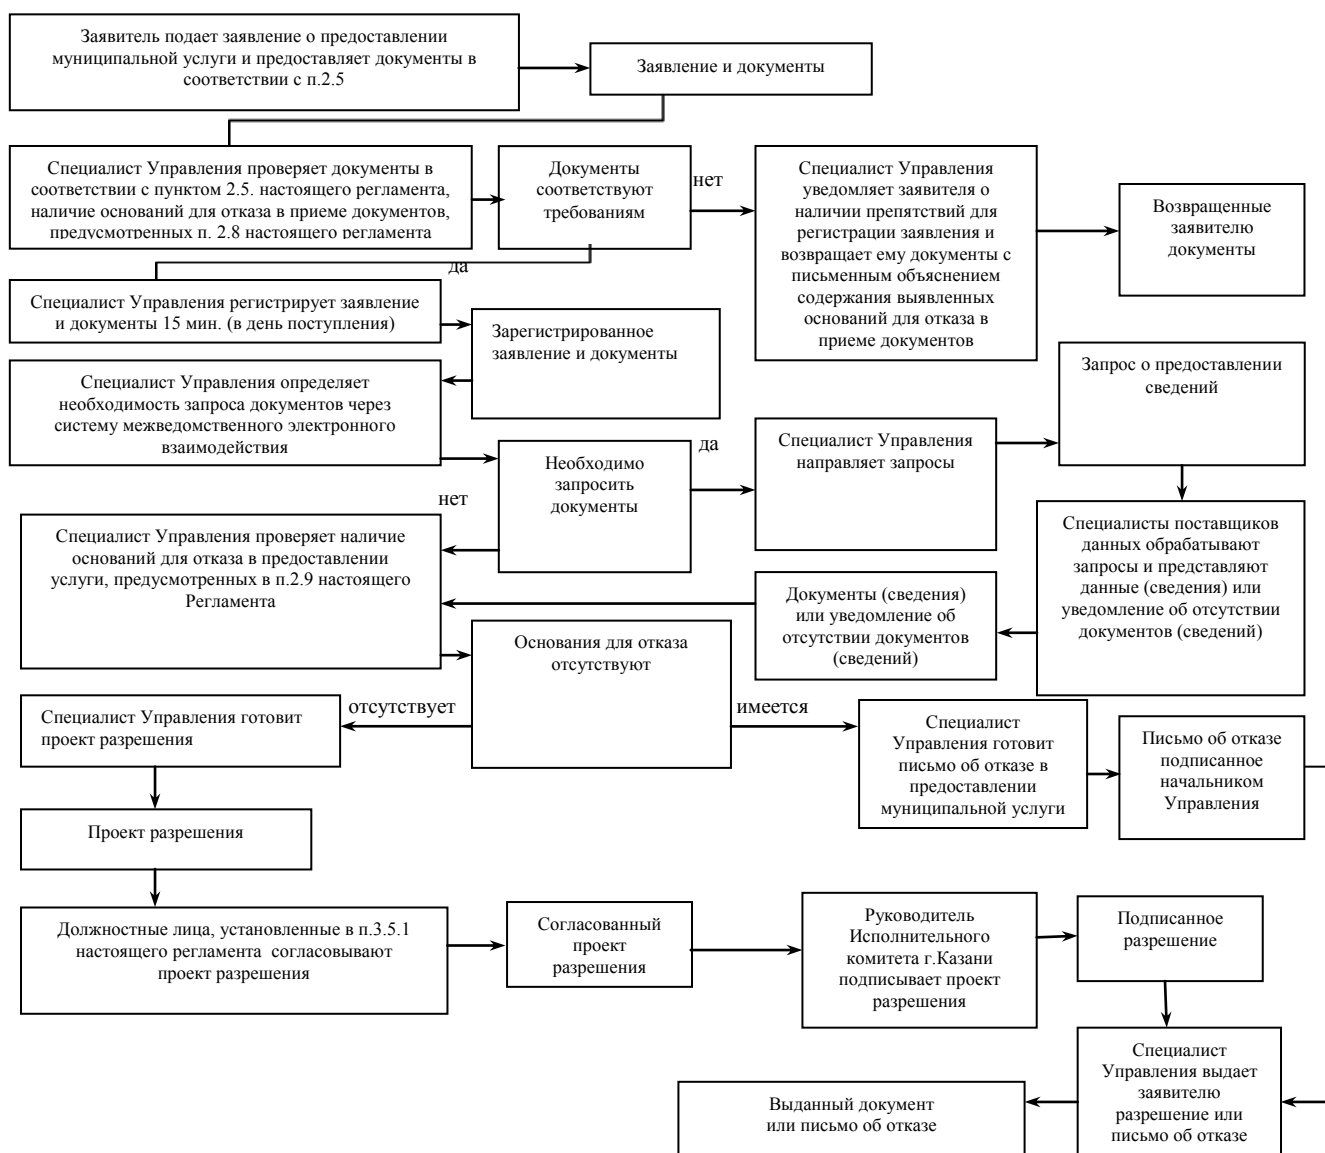 Заявитель подает заявление о предоставлении
муниципальной услуги и предоставляет документы в
соответствии с п.2.5
Заявление и документы
Специалист Управления проверяет документы в
соответствии с пунктом 2.5. настоящего регламента,
наличие оснований для отказа в приеме документов,
предусмотренных п. 2.8 настоящего регламента
Документы
соответствуют
требованиям
нет
Специалист Управления
уведомляет заявителя о
наличии препятствий для
регистрации заявления и
возвращает ему документы с
письменным объяснением
содержания выявленных
оснований для отказа в
приеме документов
Возвращенные
заявителю
документы
да
Специалист Управления регистрирует заявление
и документы 15 мин. (в день поступления)
Зарегистрированное
заявление и документы
Специалист Управления определяет
необходимость запроса документов через
систему межведомственного электронного
взаимодействия
Необходимо
запросить
документы
да
Специалист Управления
направляет запросы
Запрос о предоставлении
сведений
нет
Специалисты поставщиков
данных обрабатывают
запросы и представляют
данные (сведения) или
уведомление об отсутствии
документов (сведений)
Документы (сведения)
или уведомление об
отсутствии документов
(сведений)
Специалист Управления проверяет наличие
оснований для отказа в предоставлении
услуги, предусмотренных в п.2.9 настоящего
Регламента
Основания для отказа
отсутствуют
отсутствует
имеется
Специалист Управления готовит
проект разрешения
Специалист
Управления готовит
письмо об отказе в
предоставлении
муниципальной услуги
Письмо об отказе
подписанное
начальником
Управления
Проект разрешения
Должностные лица, установленные в п.3.5.1
настоящего регламента согласовывают
проект разрешения
Согласованный
проект
разрешения
Руководитель
Исполнительного
комитета г.Казани
подписывает проект
разрешения
Подписанное
разрешение
Специалист
Управления выдает
заявителю
разрешение или
письмо об отказе
Выданный документ
или письмо об отказе